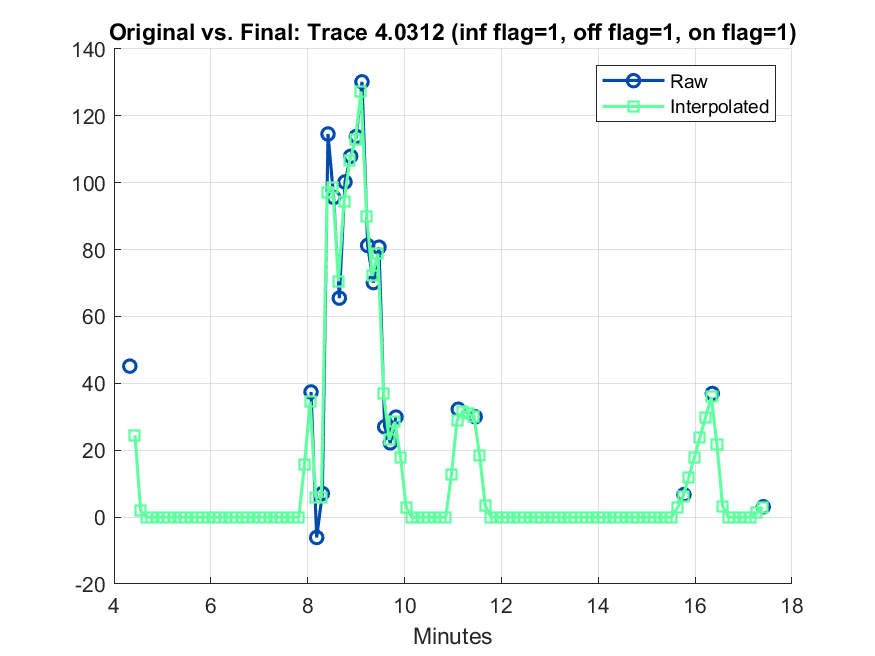 Original vs. Final: Trace 4.0312 (inf flag=1, off flag=1, on flag=1)
140
120
100
80
60
40
20
0
-20
Raw
Interpolated
4 6 8 10 12 14 16 18
Minutes